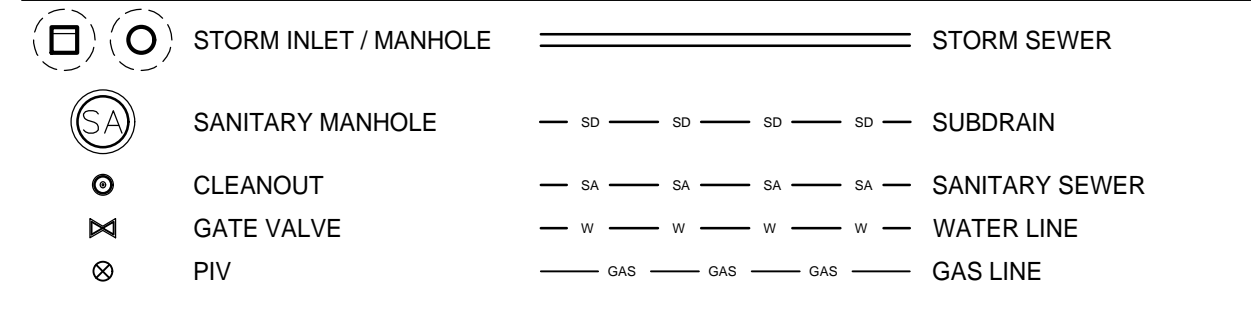 STORM INLET / MANHOLE STORM SEWER
SA SANITARY MANHOLE SD SD SD SD SUBDRAIN
CLEANOUT SA SA SA SA SANITARY SEWER
GATE VALVE W W W W WATER LINE
PIV GAS GAS GAS GAS LINE